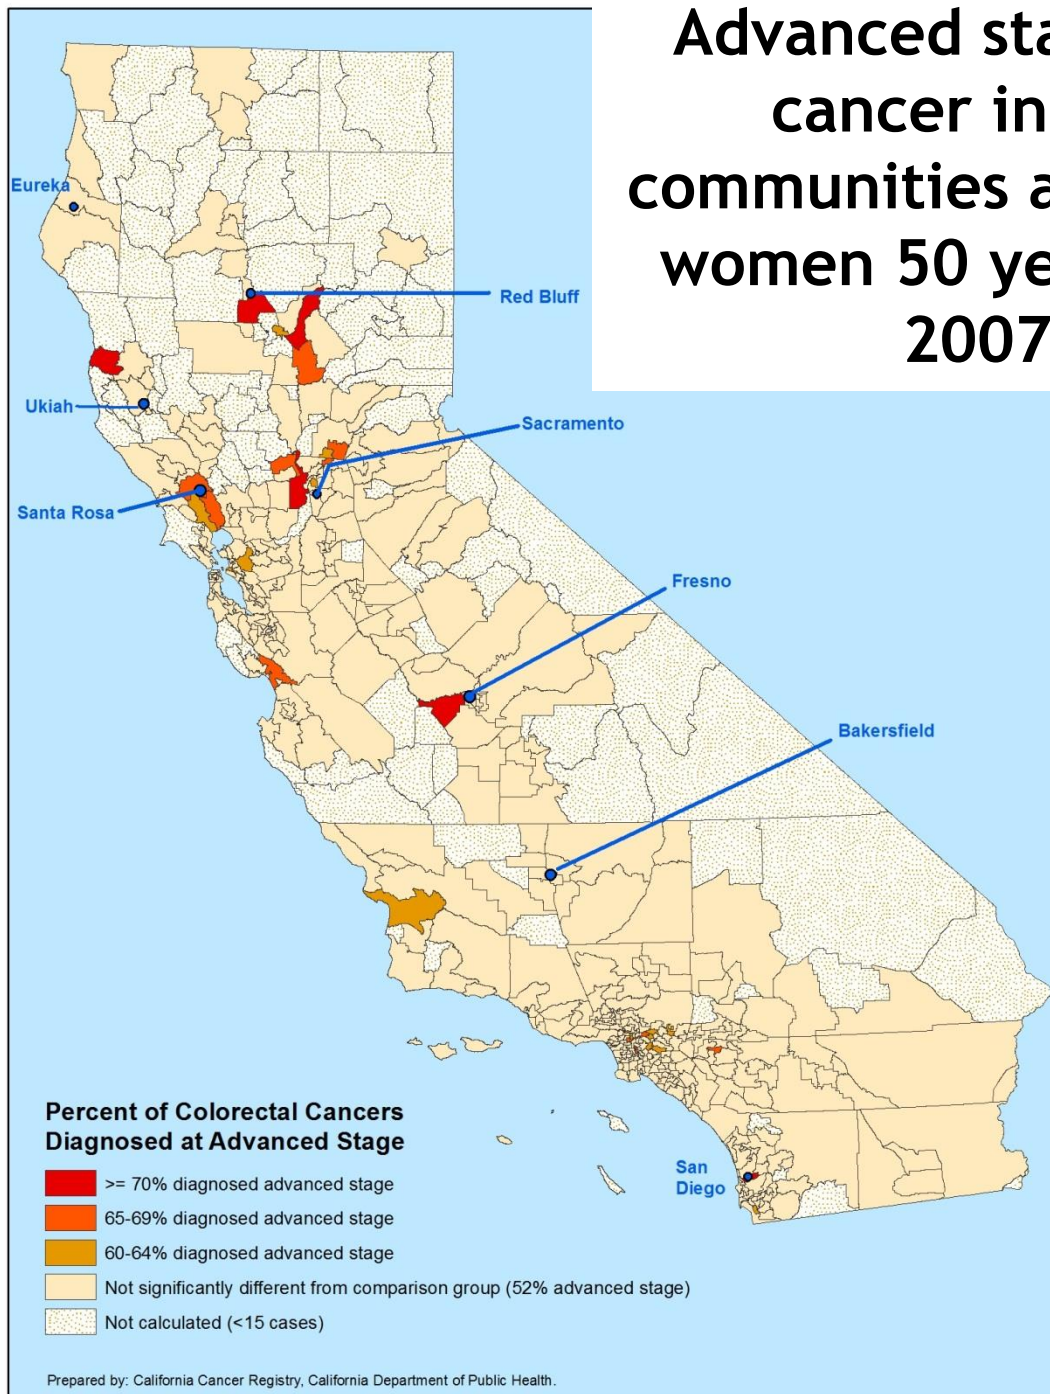 Advanced sta
cancer in
communities a
women 50 ye
2007
Eureka
Red Bluff
Ukiah
Sacramento
Santa Rosa
Fresno
Bakersfield
San
Diego
Percent of Colorectal Cancers
Diagnosed at Advanced Stage
>= 70% diagnosed advanced stage
65-69% diagnosed advanced stage
60-64% diagnosed advanced stage
Not significantly different from comparison group (52% advanced stage)
Not calculated (<15 cases)
Prepared by: California Cancer Registry, California Department of Public Health.